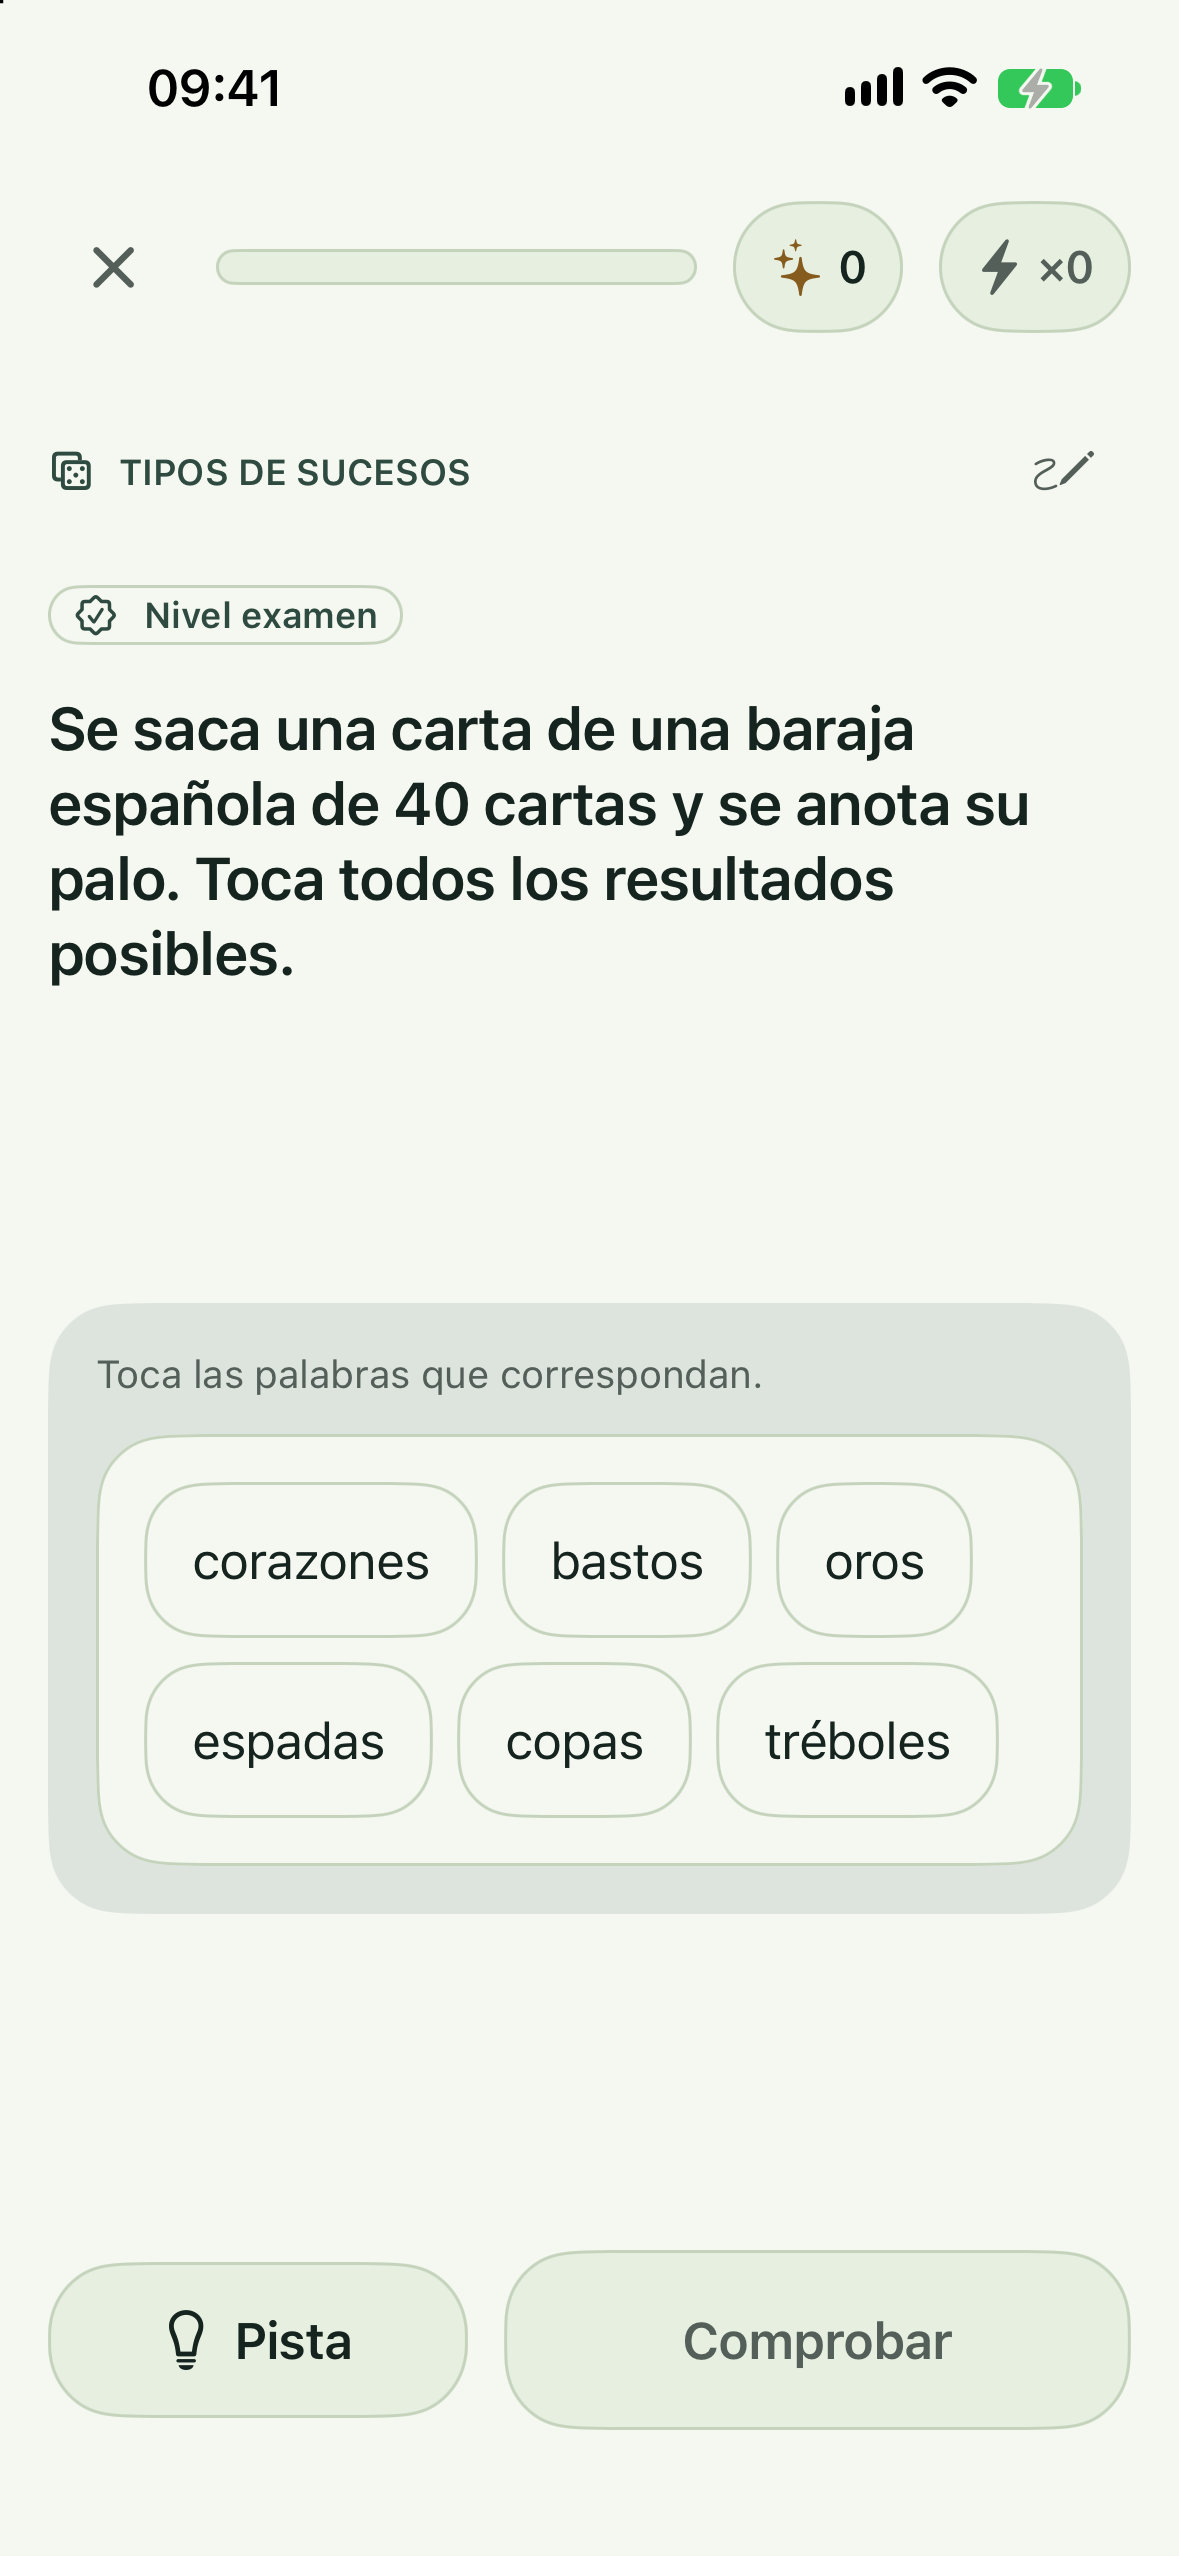 09:41
0
×0
TIPOS DE SUCESOS
Nivel examen
Se saca una carta de una baraja
española de 40 cartas y se anota su
palo. Toca todos los resultados
posibles.
Toca las palabras que correspondan.
corazones bastos oros
espadas copas tréboles
Pista Comprobar